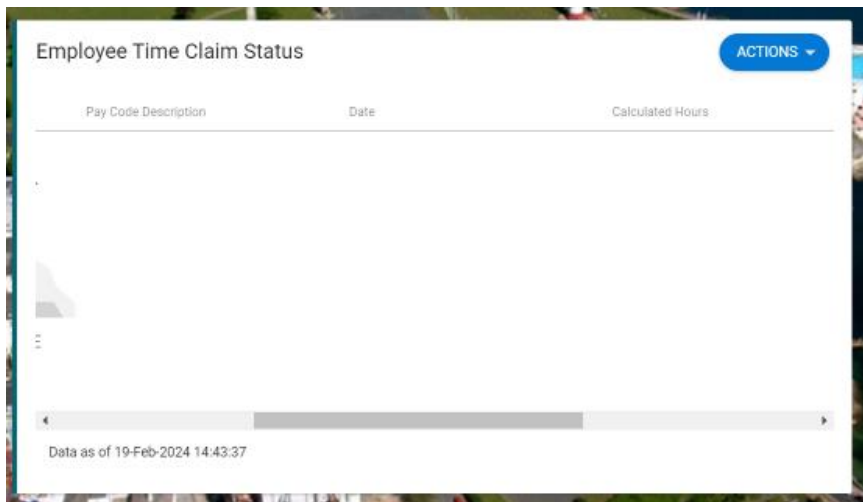 Employee Time Claim Status
ACTIONS
Pay Code Description Date Calculated Hours
Data as of 19-Feb-2024 14:43:37